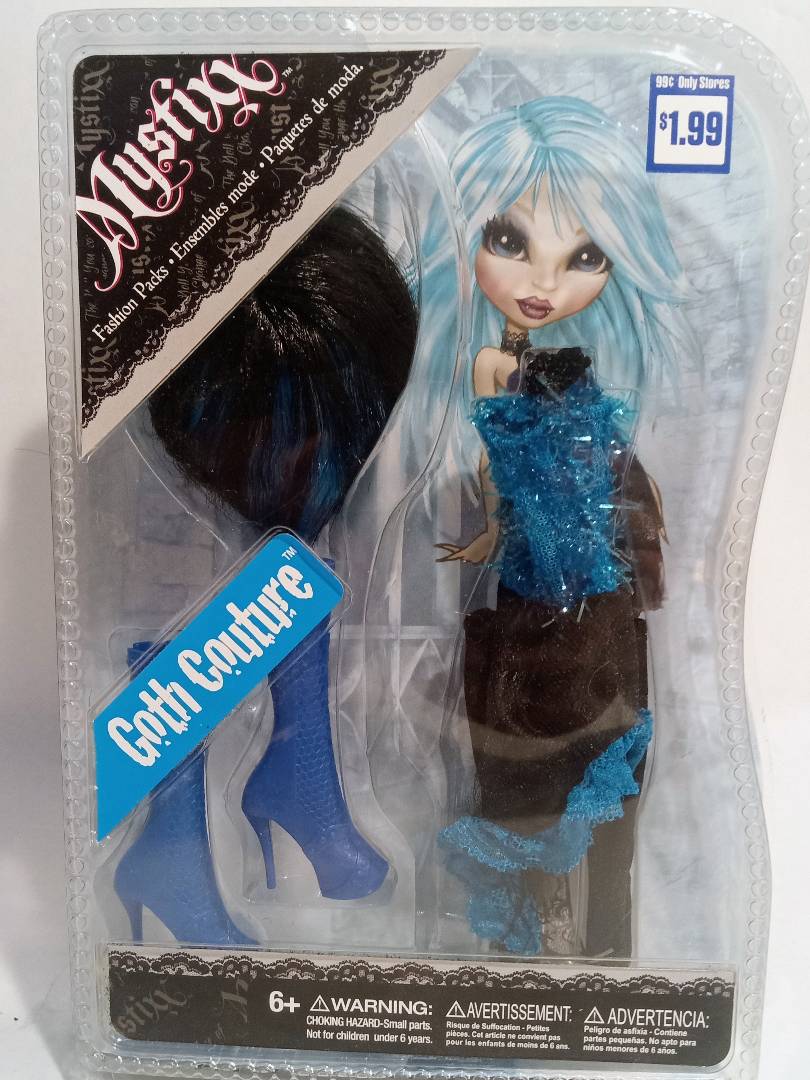 Mystixx™
Fashion Packs • Ensembles mode • Paquetes de moda.
99¢ Only Stores
$1.99
Goth Couture™
6+ ⚠WARNING:
CHOKING HAZARD-Small parts.
Not for children under 6 years.
⚠AVERTISSEMENT:
Risque de Suffocation - Petites
pièces. Cet article ne convient pas
pour les enfants de moins de 6 ans.
⚠ ADVERTENCIA:
Peligro de asfixia - Contiene
partes pequeñas. No apto para
niños menores de 6 años.